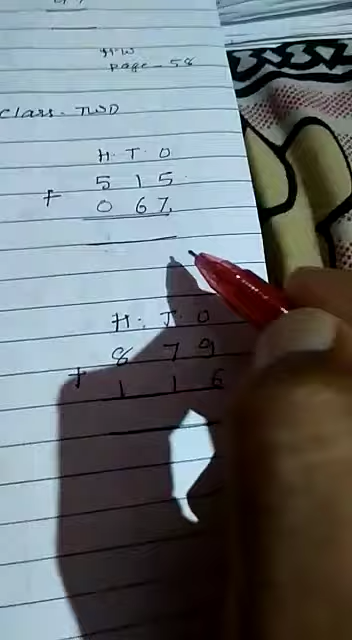 H.W
page - 58
Class - TWO
H. T. O
5 1 5
+ 0 6 7
H. T. O
8 7 9
+ 1 1 6